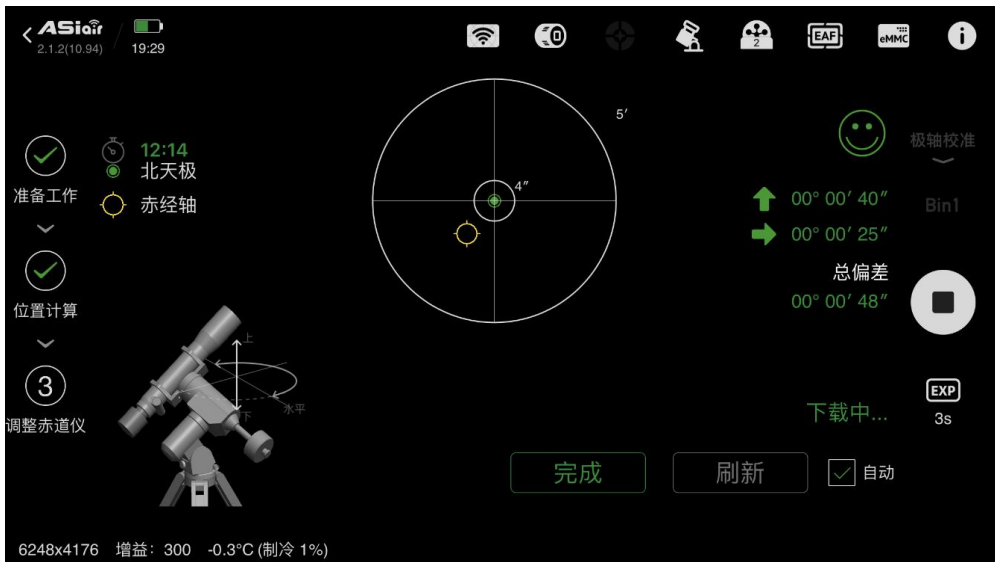 ASiair
2.1.2(10.94)
19:29
2
EAF
eMMC
i
准备工作
位置计算
3
调整赤道仪
12:14
北天极
赤经轴
5′
4″
上
下
水平
极轴校准
Bin1
00° 00′ 40″
00° 00′ 25″
总偏差
00° 00′ 48″
EXP
3s
下载中...
完成
刷新
自动
6248x4176 增益：300 -0.3°C (制冷 1%)